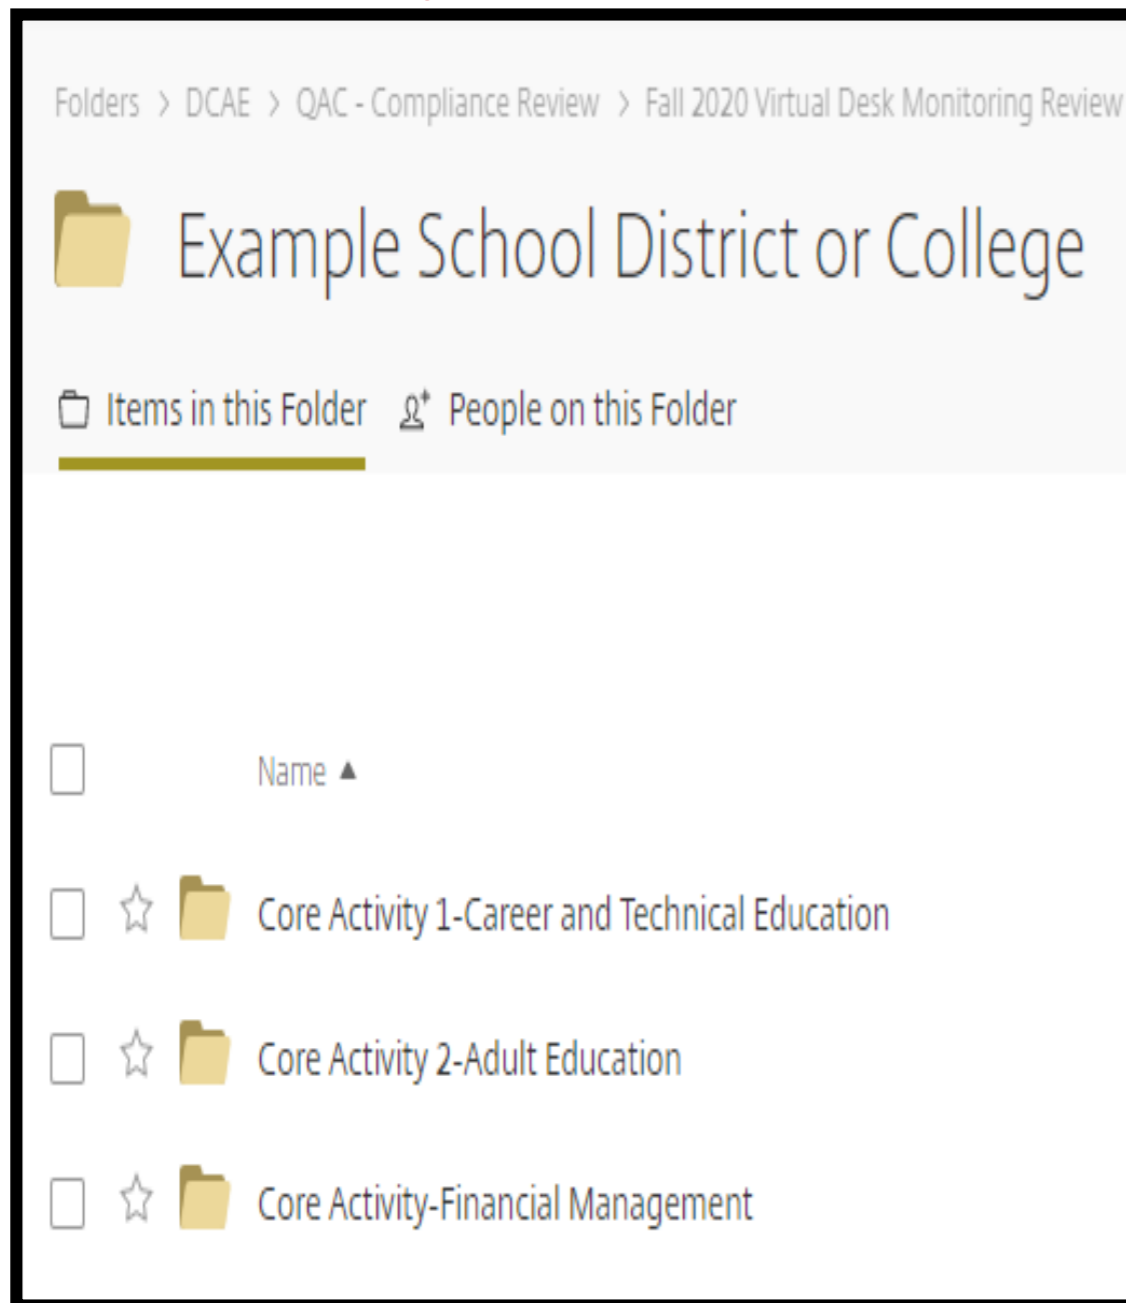 Folders > DCAE > QAC - Compliance Review > Fall 2020 Virtual Desk Monitoring Review
Example School District or College
Items in this Folder People on this Folder
Name ▲
Core Activity 1-Career and Technical Education
Core Activity 2-Adult Education
Core Activity-Financial Management